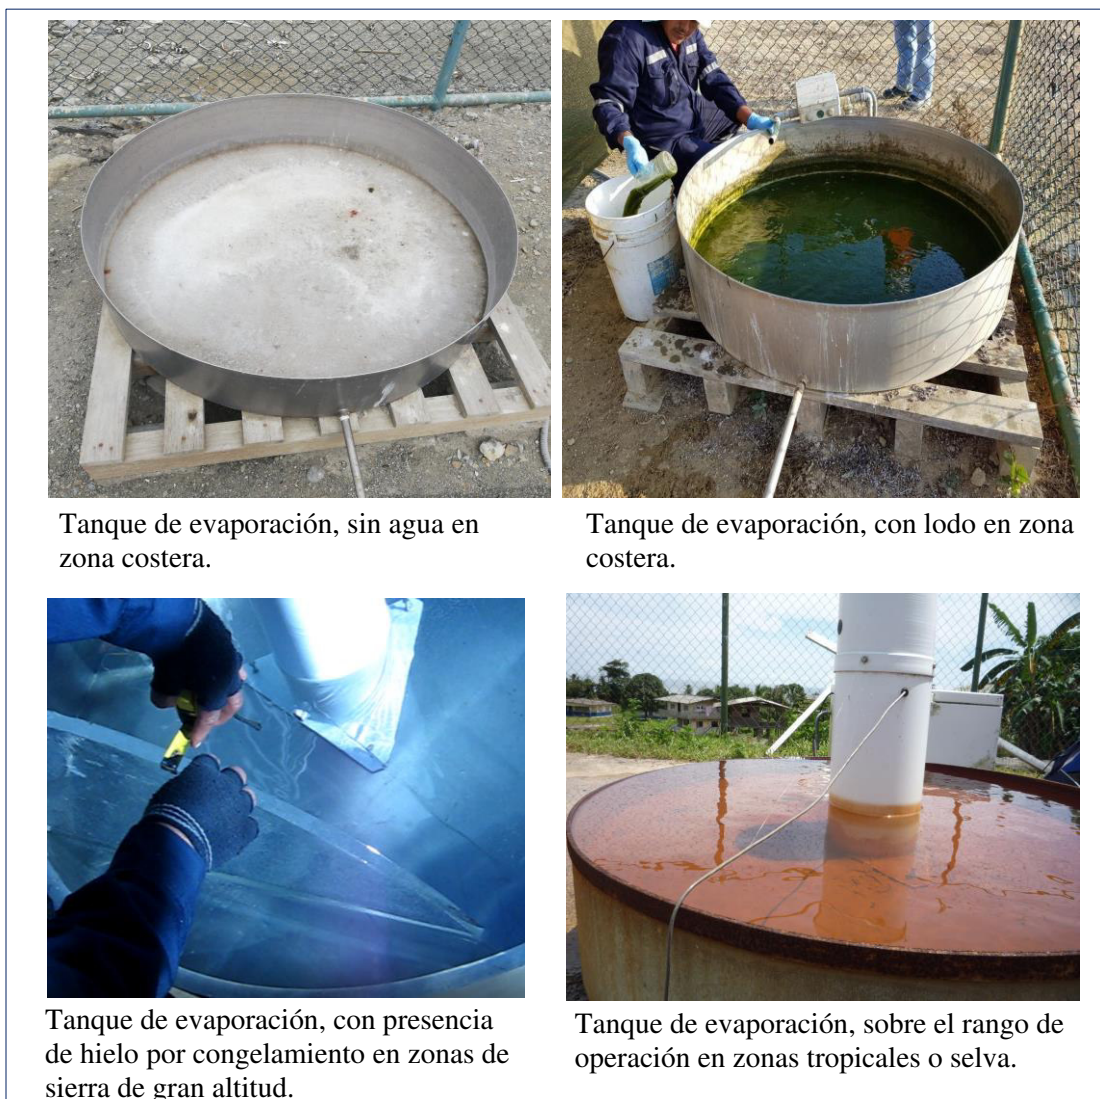 Tanque de evaporación, sin agua en
zona costera.
Tanque de evaporación, con lodo en zona
costera.
Tanque de evaporación, con presencia
de hielo por congelamiento en zonas de
sierra de gran altitud.
Tanque de evaporación, sobre el rango de
operación en zonas tropicales o selva.